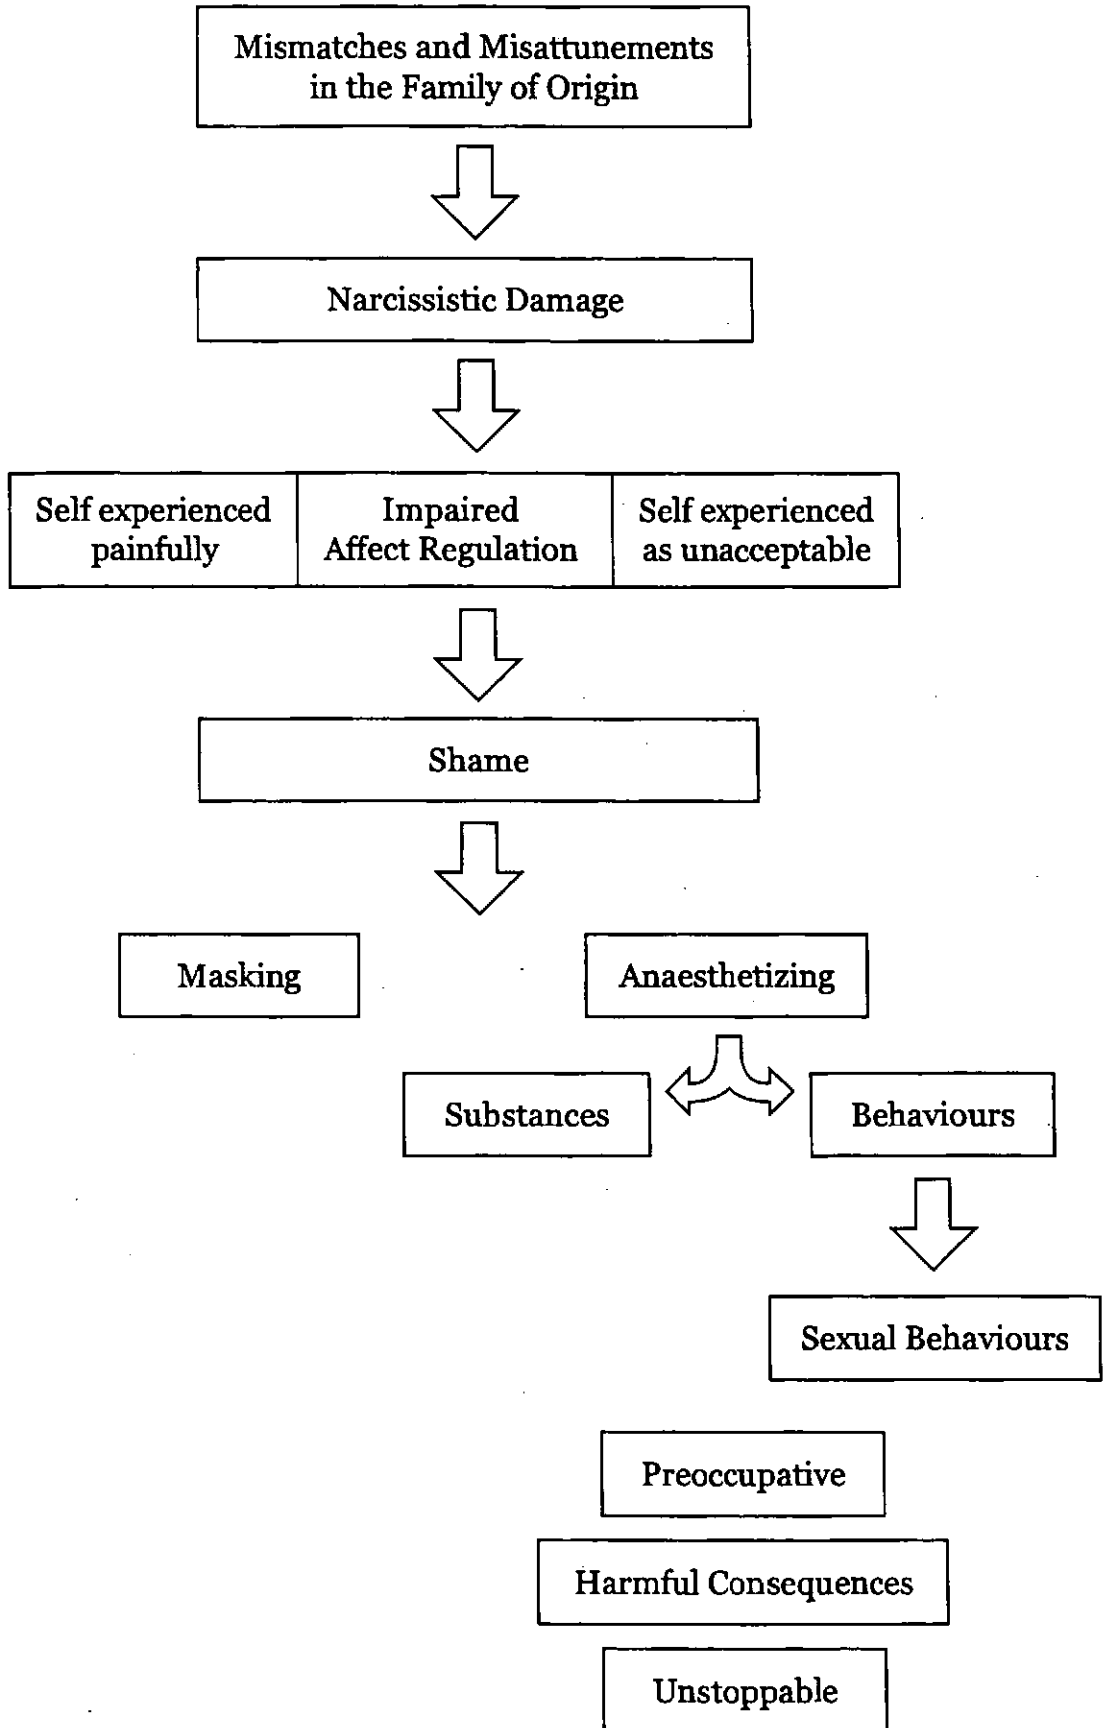 Mismatches and Misattunements
in the Family of Origin
Narcissistic Damage
Self experienced
painfully
Impaired
Affect Regulation
Self experienced
as unacceptable
Shame
Masking
Anaesthetizing
Substances
Behaviours
Sexual Behaviours
Preoccupative
Harmful Consequences
Unstoppable